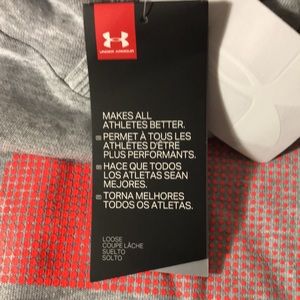 UNDER ARMOUR
MAKES ALL
ATHLETES BETTER.
PERMET À TOUS LES
ATHLÈTES D'ÊTRE
PLUS PERFORMANTS.
HACE QUE TODOS
LOS ATLETAS SEAN
MEJORES.
TORNA MELHORES
TODOS OS ATLETAS.
LOOSE
COUPE LÂCHE
SUELTO
SOLTO